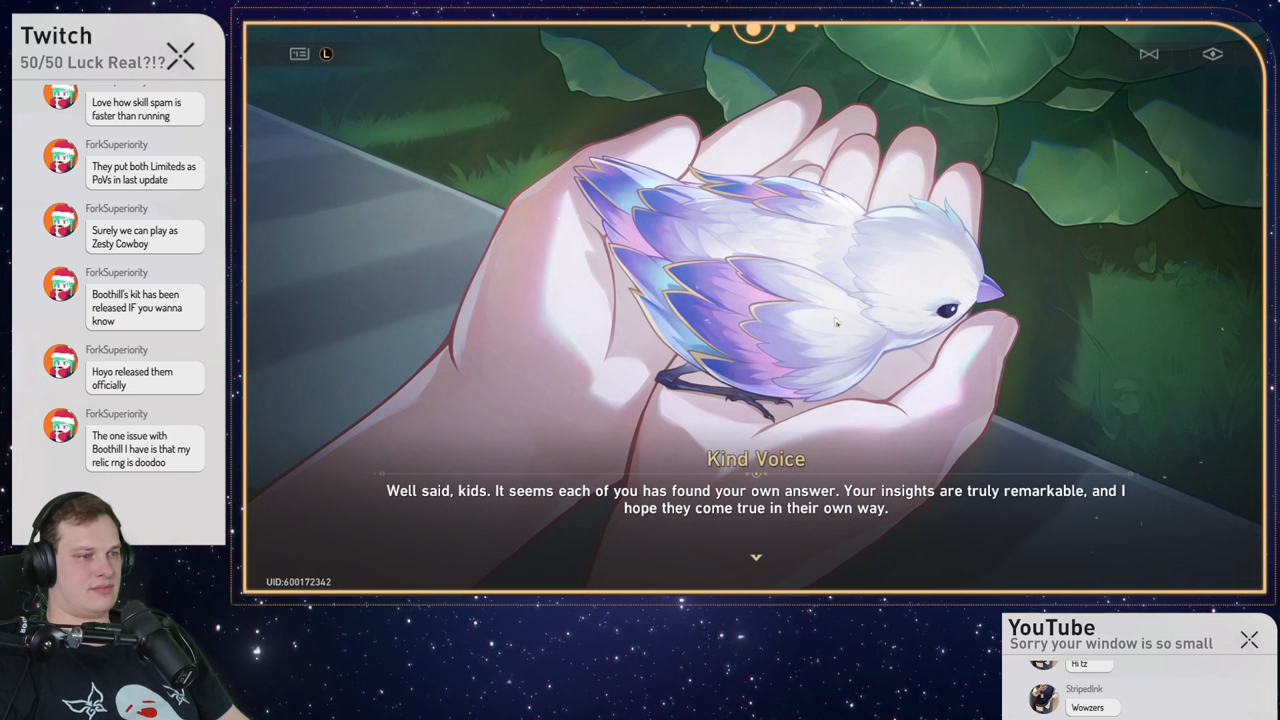 Twitch
50/50 Luck Real?!?
Love how skill spam is
faster than running
ForkSuperiority
They put both Limiteds as
PoVs in last update
ForkSuperiority
Surely we can play as
Zesty Cowboy
ForkSuperiority
Boothill's kit has been
released IF you wanna
know
ForkSuperiority
Hoyo released them
officially
ForkSuperiority
The one issue with
Boothill I have is that my
relic rng is doodoo
L
Kind Voice
Well said, kids. It seems each of you has found your own answer. Your insights are truly remarkable, and I
hope they come true in their own way.
UID:600172342
YouTube
Sorry your window is so small
Hi tz
StripedInk
Wowzers